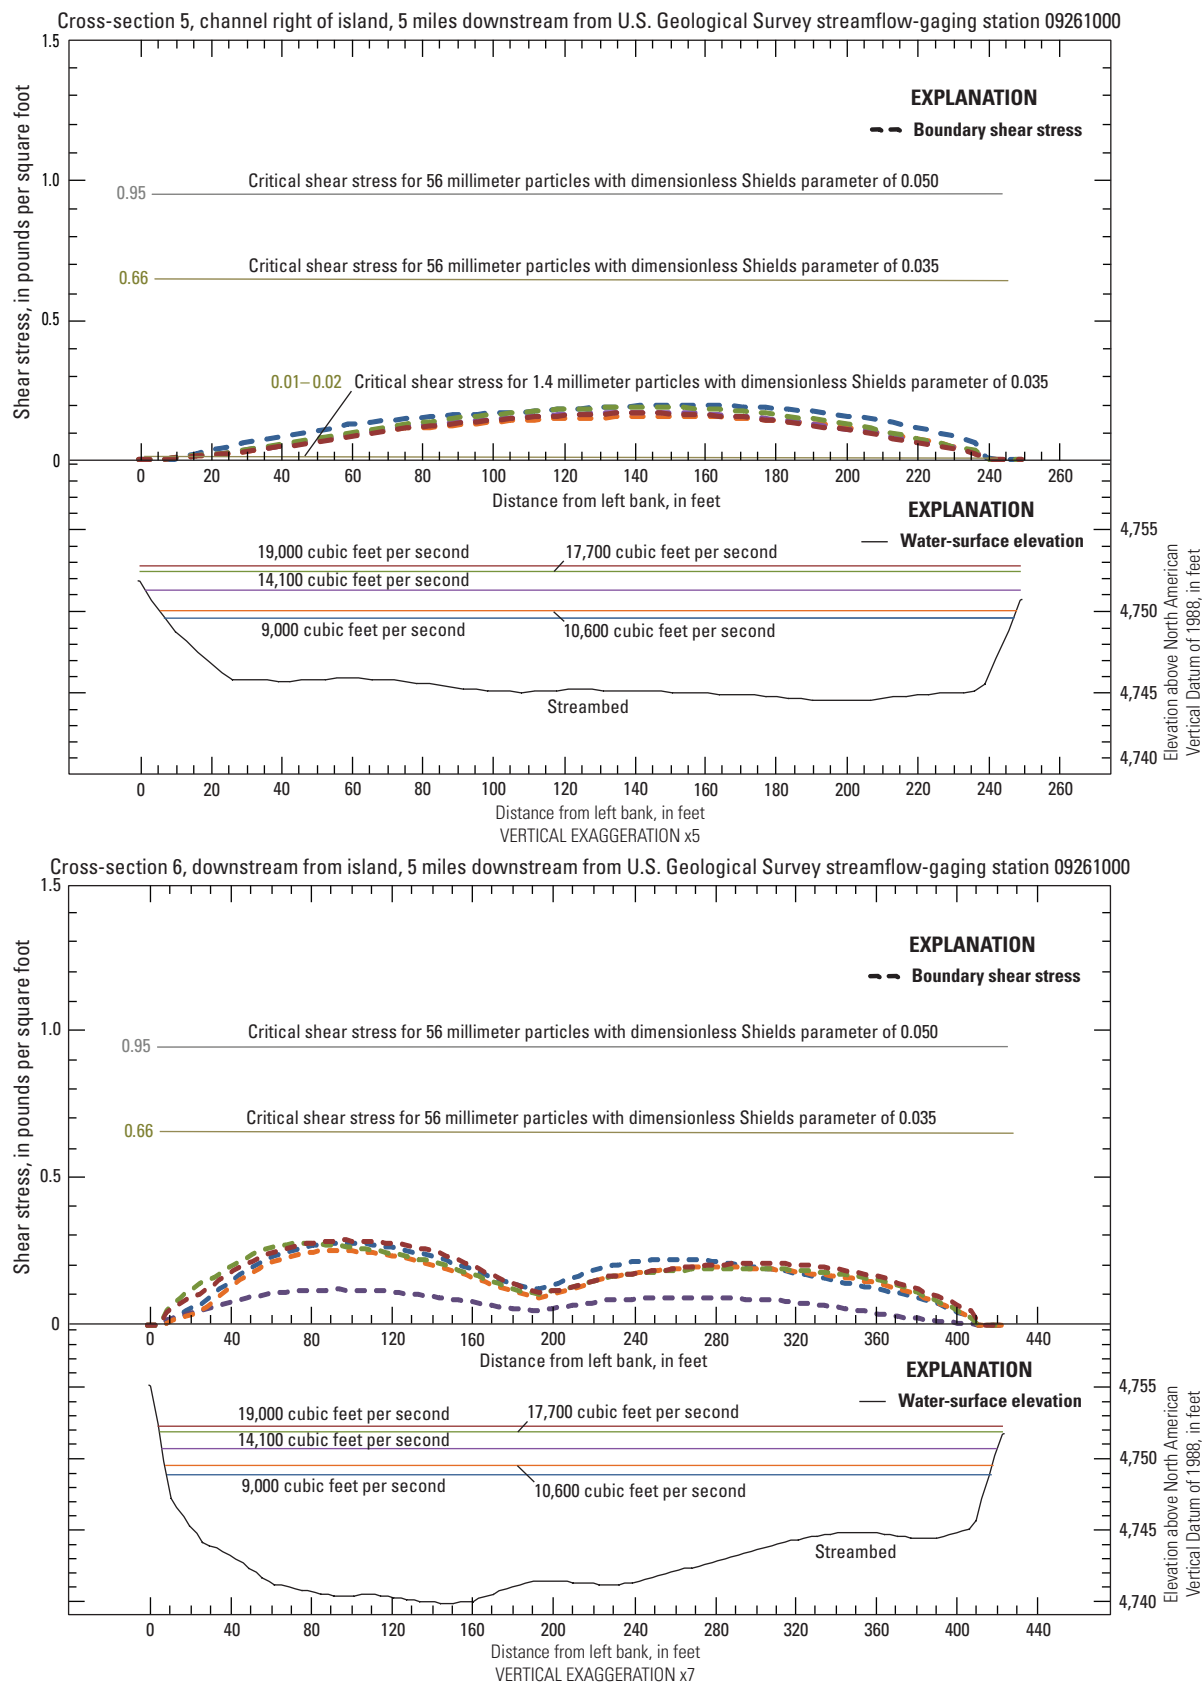 Cross-section 5, channel right of island, 5 miles downstream from U.S. Geological Survey streamflow-gaging station 09261000
1.5
EXPLANATION
Boundary shear stress
Shear stress, in pounds per square foot
1.0
0.95
Critical shear stress for 56 millimeter particles with dimensionless Shields parameter of 0.050
0.66
Critical shear stress for 56 millimeter particles with dimensionless Shields parameter of 0.035
0.5
0.01–0.02 Critical shear stress for 1.4 millimeter particles with dimensionless Shields parameter of 0.035
0
0 20 40 60 80 100 120 140 160 180 200 220 240 260
Distance from left bank, in feet
EXPLANATION
Water-surface elevation
19,000 cubic feet per second
17,700 cubic feet per second
14,100 cubic feet per second
9,000 cubic feet per second
10,600 cubic feet per second
Streambed
4,755
4,750
4,745
4,740
Elevation above North American
Vertical Datum of 1988, in feet
0 20 40 60 80 100 120 140 160 180 200 220 240 260
Distance from left bank, in feet
VERTICAL EXAGGERATION x5
Cross-section 6, downstream from island, 5 miles downstream from U.S. Geological Survey streamflow-gaging station 09261000
1.5
EXPLANATION
Boundary shear stress
Shear stress, in pounds per square foot
1.0
0.95
Critical shear stress for 56 millimeter particles with dimensionless Shields parameter of 0.050
0.66
Critical shear stress for 56 millimeter particles with dimensionless Shields parameter of 0.035
0.5
0
0 40 80 120 160 200 240 280 320 360 400 440
Distance from left bank, in feet
EXPLANATION
Water-surface elevation
19,000 cubic feet per second
17,700 cubic feet per second
14,100 cubic feet per second
9,000 cubic feet per second
10,600 cubic feet per second
Streambed
4,755
4,750
4,745
4,740
Elevation above North American
Vertical Datum of 1988, in feet
0 40 80 120 160 200 240 280 320 360 400 440
Distance from left bank, in feet
VERTICAL EXAGGERATION x7